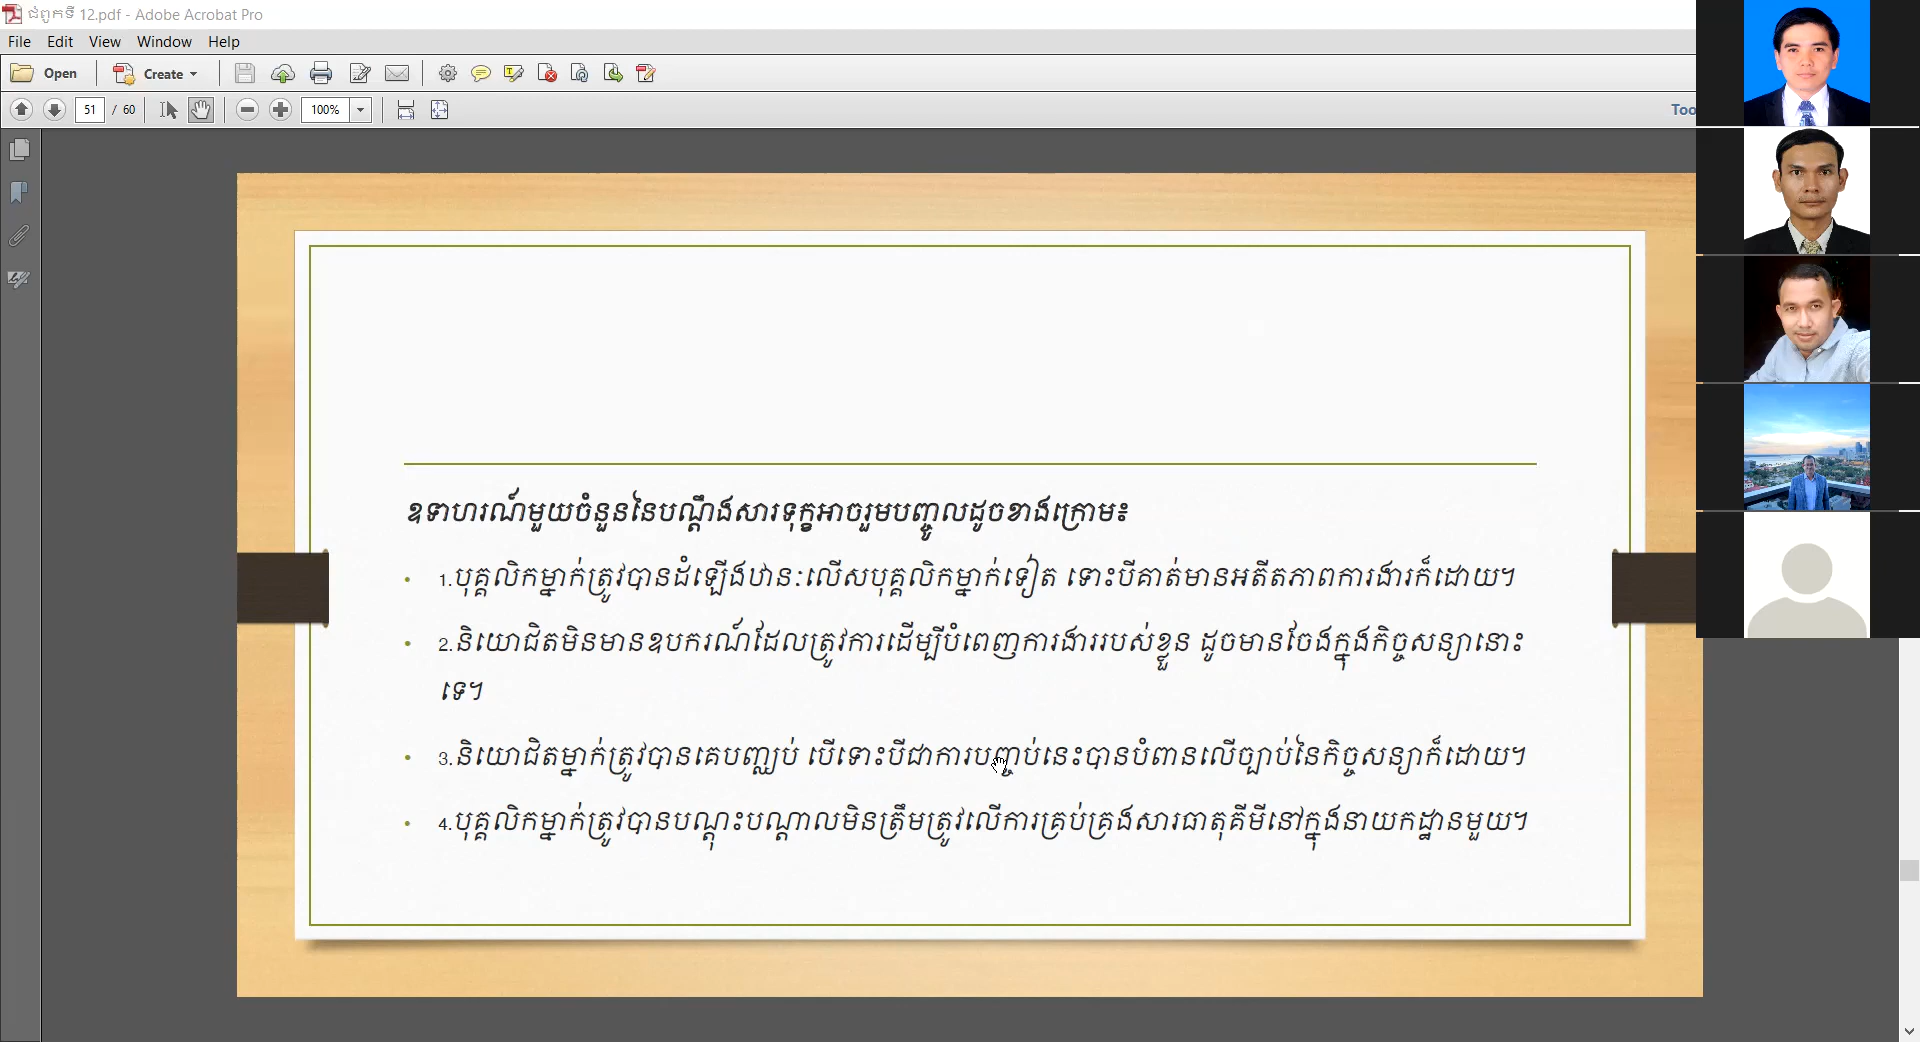 ជំពូកទី 12.pdf - Adobe Acrobat Pro
File Edit View Window Help
Open Create
51 / 60 100% Too
ឧទាហរណ៍មួយចំនួននៃបណ្តឹងសារទុក្ខអាចរួមបញ្ចូលដូចខាងក្រោម៖
• 1.បុគ្គលិកម្នាក់ត្រូវបានដំឡើងឋានៈលើសបុគ្គលិកម្នាក់ទៀត ទោះបីគាត់មានអតីតភាពការងារក៏ដោយ។
• 2.និយោជិតមិនមានឧបករណ៍ដែលត្រូវការដើម្បីបំពេញការងាររបស់ខ្លួន ដូចមានចែងក្នុងកិច្ចសន្យានោះ
ទេ។
• 3.និយោជិតម្នាក់ត្រូវបានគេបញ្ឈប់ បើទោះបីជាការបញ្ចប់នេះបានបំពានលើច្បាប់នៃកិច្ចសន្យាក៏ដោយ។
• 4.បុគ្គលិកម្នាក់ត្រូវបានបណ្តុះបណ្តាលមិនត្រឹមត្រូវលើការគ្រប់គ្រងសារធាតុគីមីនៅក្នុងនាយកដ្ឋានមួយ។